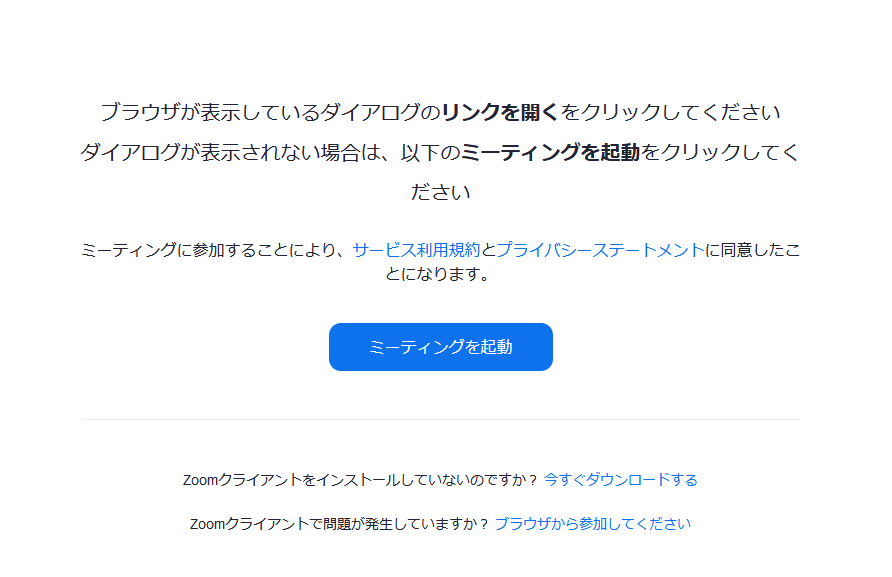 ブラウザが表示しているダイアログのリンクを開くをクリックしてください
ダイアログが表示されない場合は、以下のミーティングを起動をクリックしてく
ださい
ミーティングに参加することにより、サービス利用規約とプライバシーステートメントに同意したこ
とになります。
ミーティングを起動
Zoomクライアントをインストールしていないのですか？ 今すぐダウンロードする
Zoomクライアントで問題が発生していますか？ ブラウザから参加してください